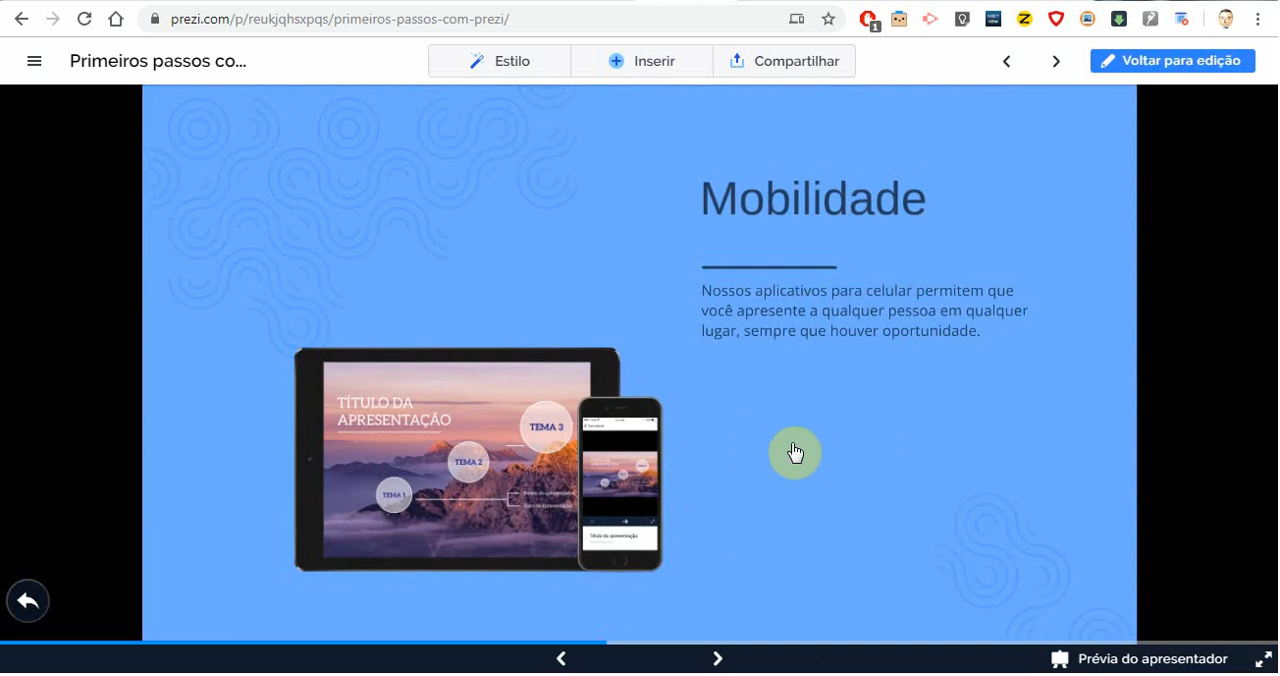 prezi.com/p/reukjqhsxpqs/primeiros-passos-com-prezi/
1
Primeiros passos co...
Estilo
Inserir
Compartilhar
Voltar para edição
Mobilidade
Nossos aplicativos para celular permitem que
você apresente a qualquer pessoa em qualquer
lugar, sempre que houver oportunidade.
TÍTULO DA
APRESENTAÇÃO
TEMA 3
TEMA 2
TEMA 1
Título da apresentação
Prévia do apresentador